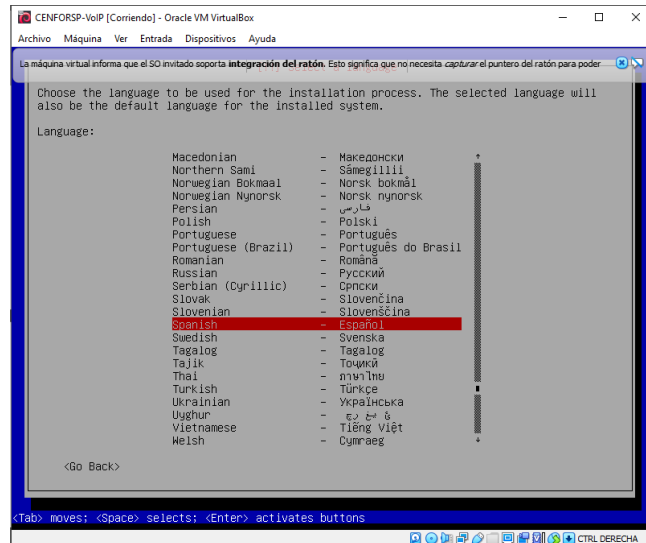 CENFORSP-VoIP [Corriendo] - Oracle VM VirtualBox
Archivo Máquina Ver Entrada Dispositivos Ayuda
La máquina virtual informa que el SO invitado soporta integración del ratón. Esto significa que no necesita capturar el puntero del ratón para poder
Choose the language to be used for the installation process. The selected language will
also be the default language for the installed system.
Language:
Macedonian - Македонски
Northern Sami - Sámegillii
Norwegian Bokmaal - Norsk bokmål
Norwegian Nynorsk - Norsk nynorsk
Persian - فارسی
Polish - Polski
Portuguese - Português
Portuguese (Brazil) - Português do Brasil
Romanian - Română
Russian - Русский
Serbian (Cyrillic) - Српски
Slovak - Slovenčina
Slovenian - Slovenščina
Spanish - Español
Swedish - Svenska
Tagalog - Tagalog
Tajik - Тоҷикӣ
Thai - ภาษาไทย
Turkish - Türkçe
Ukrainian - Українська
Uyghur -
Vietnamese - Tiếng Việt
Welsh - Cymraeg
<Go Back>
<Tab> moves; <Space> selects; <Enter> activates buttons
CTRL DERECHA